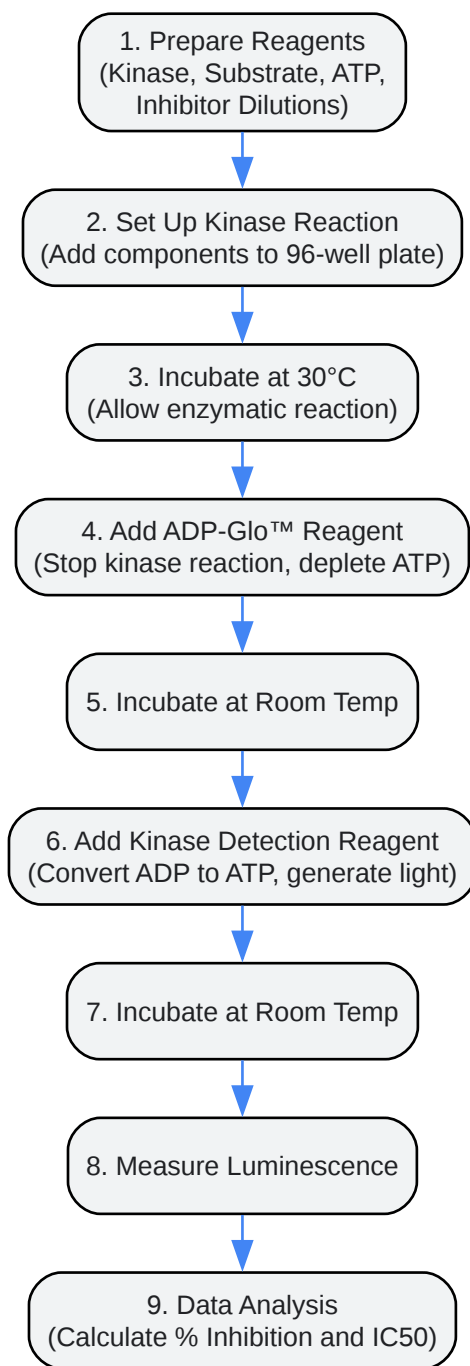 1. Prepare Reagents
(Kinase, Substrate, ATP,
Inhibitor Dilutions)
2. Set Up Kinase Reaction
(Add components to 96-well plate)
3. Incubate at 30°C
(Allow enzymatic reaction)
4. Add ADP-Glo™ Reagent
(Stop kinase reaction, deplete ATP)
5. Incubate at Room Temp
6. Add Kinase Detection Reagent
(Convert ADP to ATP, generate light)
7. Incubate at Room Temp
8. Measure Luminescence
9. Data Analysis
(Calculate % Inhibition and IC50)